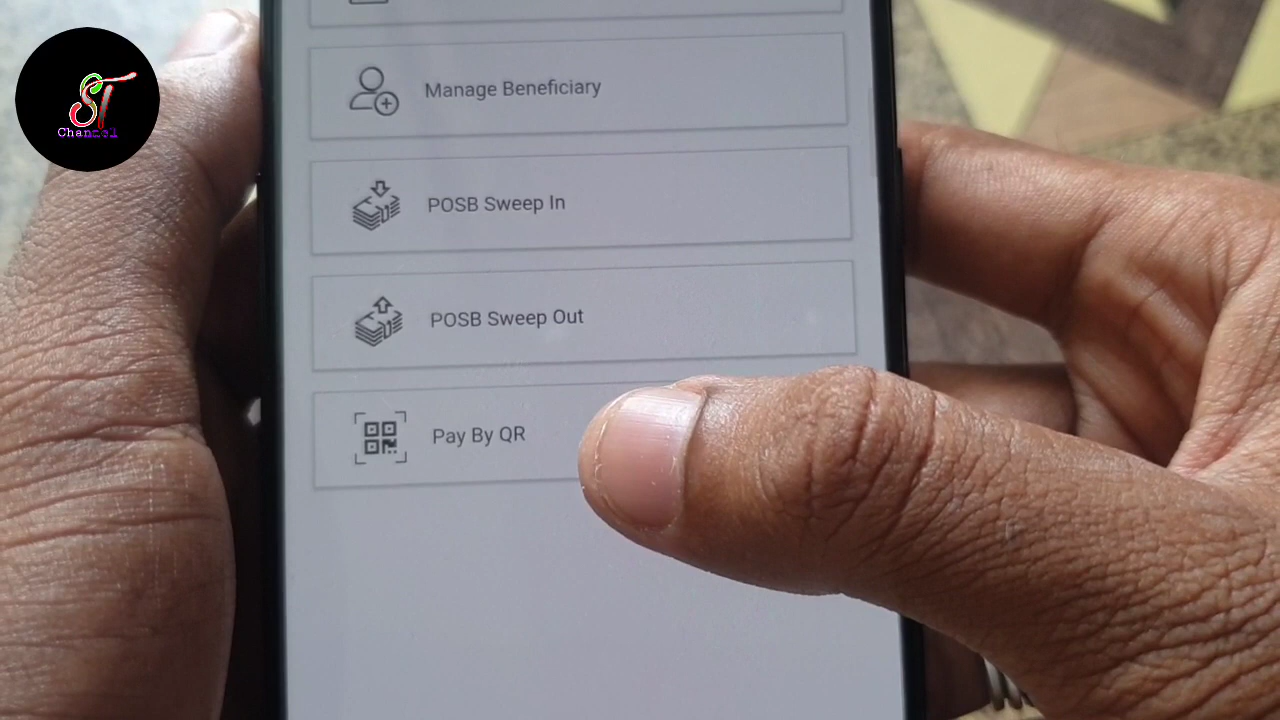 ST
Channel
Manage Beneficiary
POSB Sweep In
POSB Sweep Out
Pay By QR